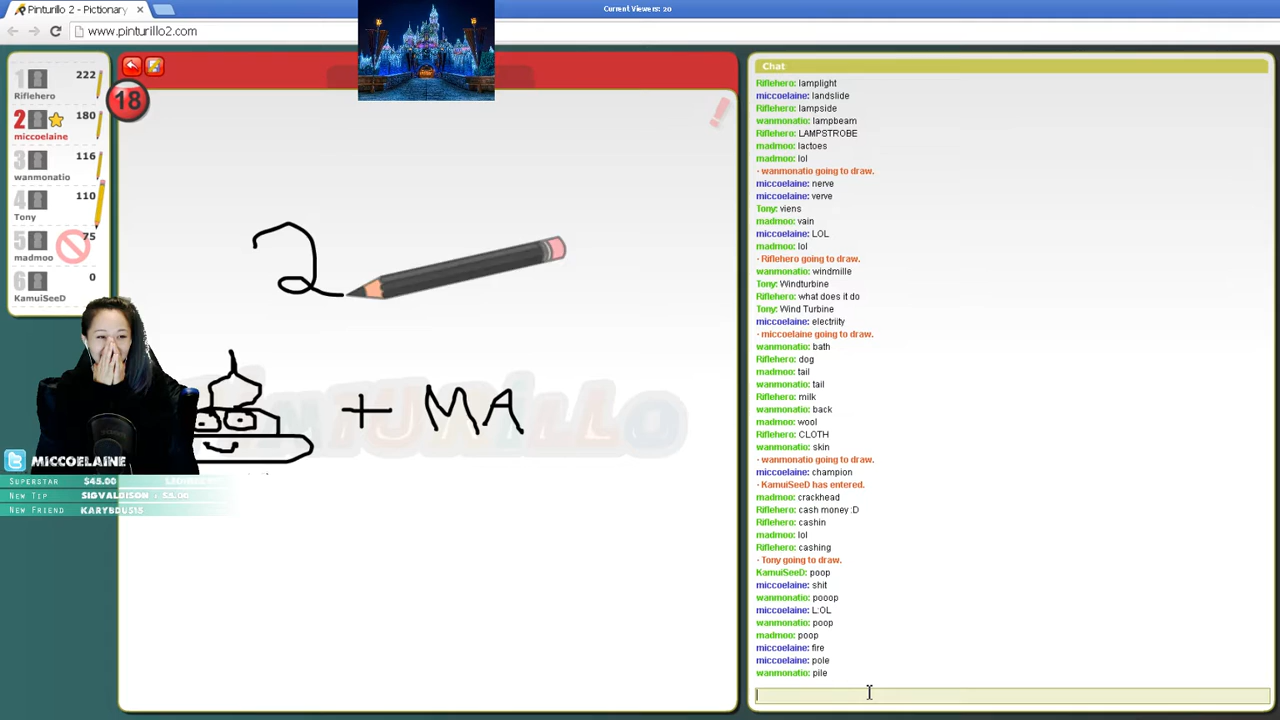 Current Viewers: 20
Pinturillo 2 - Pictionary
www.pinturillo2.com
1 222
Riflehero
2 180
miccoelaine
3 116
wanmonatio
4 110
Tony
5 75
madmoo
6 0
KamuiSeeD
18
2
+ MA
MICCOELAINE
SUPERSTAR $45.00
NEW TIP SIGVALDISON - $5.00
NEW FRIEND KARYBDUS15
Chat
Riflehero: lamplight
miccoelaine: landslide
Riflehero: lampside
wanmonatio: lampbeam
Riflehero: LAMPSTROBE
madmoo: lactoes
madmoo: lol
· wanmonatio going to draw.
miccoelaine: nerve
miccoelaine: verve
Tony: viens
madmoo: vain
miccoelaine: LOL
madmoo: lol
· Riflehero going to draw.
wanmonatio: windmille
Tony: Windturbine
Riflehero: what does it do
Tony: Wind Turbine
miccoelaine: electriity
· miccoelaine going to draw.
wanmonatio: bath
Riflehero: dog
madmoo: tail
wanmonatio: tail
Riflehero: milk
wanmonatio: back
madmoo: wool
Riflehero: CLOTH
wanmonatio: skin
· wanmonatio going to draw.
miccoelaine: champion
· KamuiSeeD has entered.
madmoo: crackhead
Riflehero: cash money :D
Riflehero: cashin
madmoo: lol
Riflehero: cashing
· Tony going to draw.
KamuiSeeD: poop
miccoelaine: shit
wanmonatio: pooop
miccoelaine: L:OL
wanmonatio: poop
madmoo: poop
miccoelaine: fire
miccoelaine: pole
wanmonatio: pile